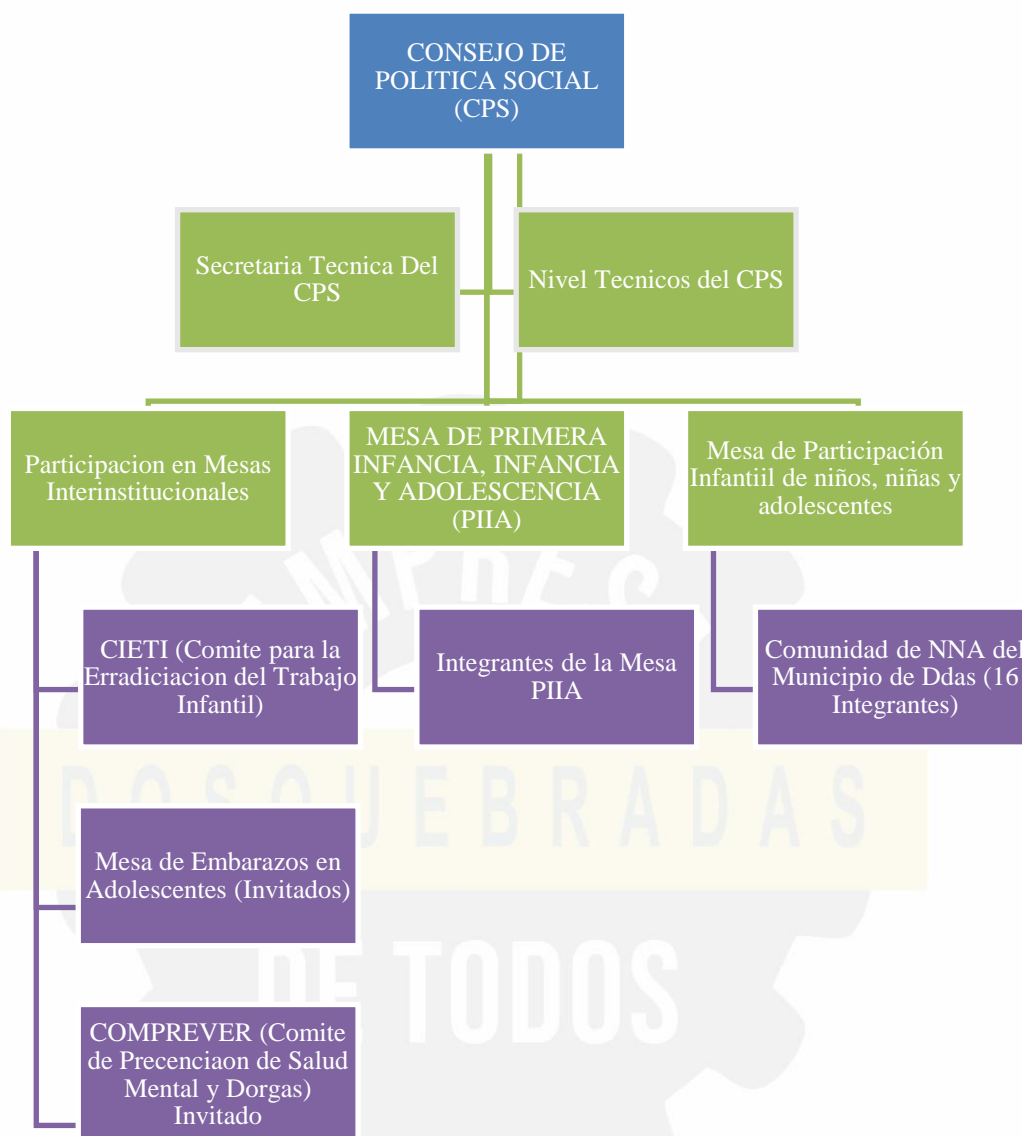 CONSEJO DE
POLITICA SOCIAL
(CPS)
Secretaria Tecnica Del
CPS
Nivel Tecnicos del CPS
Participacion en Mesas
Interinstitucionales
MESA DE PRIMERA
INFANCIA, INFANCIA
Y ADOLESCENCIA
(PIIA)
Mesa de Participación
Infantiil de niños, niñas y
adolescentes
CIETI (Comite para la
Erradiciacion del Trabajo
Infantil)
Integrantes de la Mesa
PIIA
Comunidad de NNA del
Municipio de Ddas (16
Integrantes)
Mesa de Embarazos en
Adolescentes (Invitados)
COMPREVER (Comite
de Precenciaon de Salud
Mental y Dorgas)
Invitado
DOSQUEBRADAS
DE TODOS